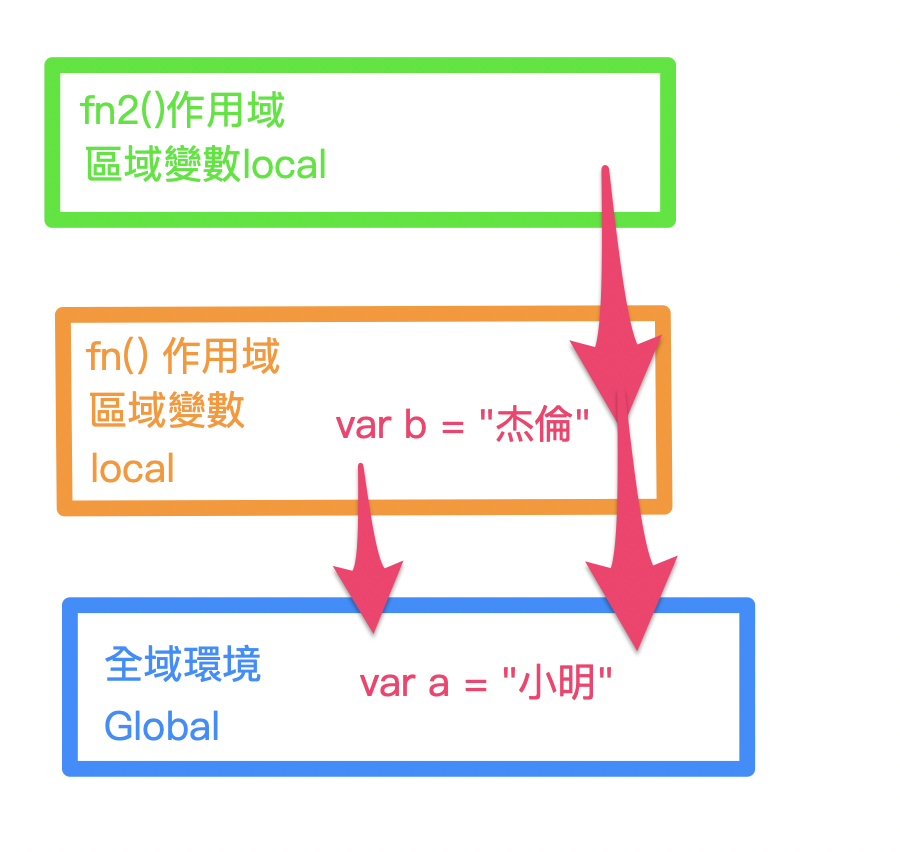 fn2()作用域
區域變數local
fn() 作用域
區域變數
var b = "杰倫"
local
全域環境
var a = "小明"
Global